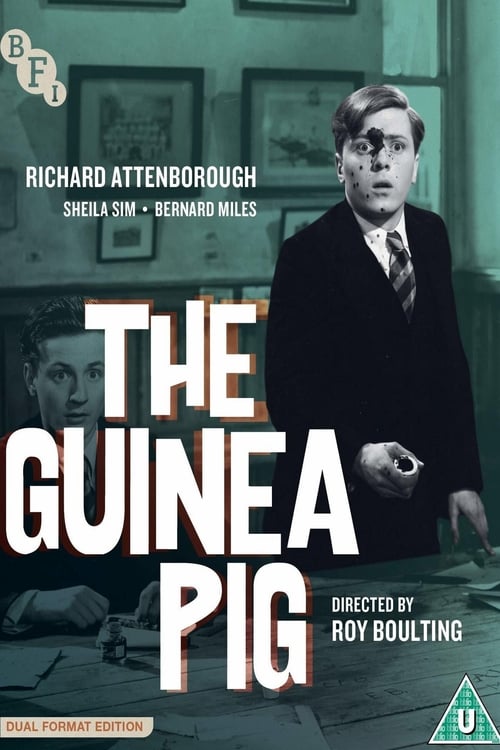 BFI
RICHARD ATTENBOROUGH
SHEILA SIM • BERNARD MILES
THE
GUINEA
PIG
DIRECTED BY
ROY BOULTING
DUAL FORMAT EDITION
U